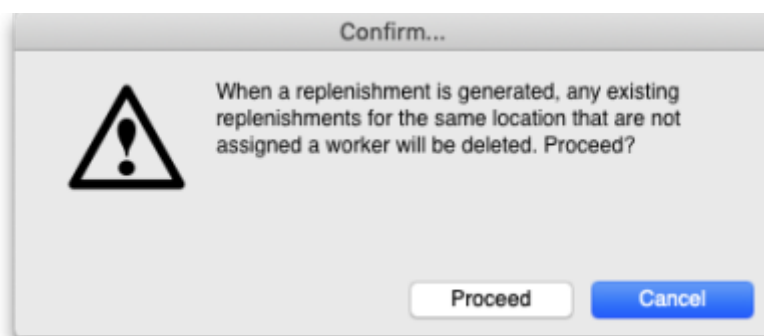 Confirm...
When a replenishment is generated, any existing
replenishments for the same location that are not
assigned a worker will be deleted. Proceed?
Proceed
Cancel